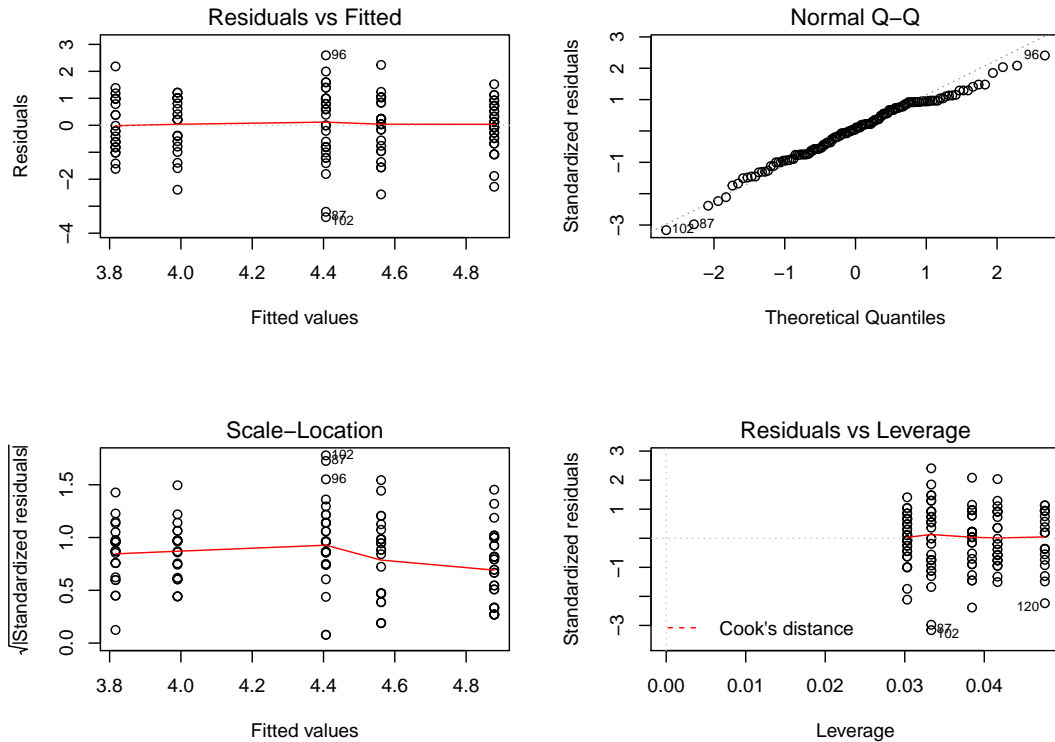 Residuals vs Fitted
Residuals
3
2
1
0
−2
−4
96
87
102
3.8 4.0 4.2 4.4 4.6 4.8
Fitted values
Normal Q−Q
Standardized residuals
3
2
1
−1
−3
96
102
87
−2 −1 0 1 2
Theoretical Quantiles
Scale−Location
√|Standardized residuals|
1.5
1.0
0.5
0.0
102
87
96
3.8 4.0 4.2 4.4 4.6 4.8
Fitted values
Residuals vs Leverage
Standardized residuals
3
2
1
−1
−3
120
87
102
Cook's distance
0.00 0.01 0.02 0.03 0.04
Leverage